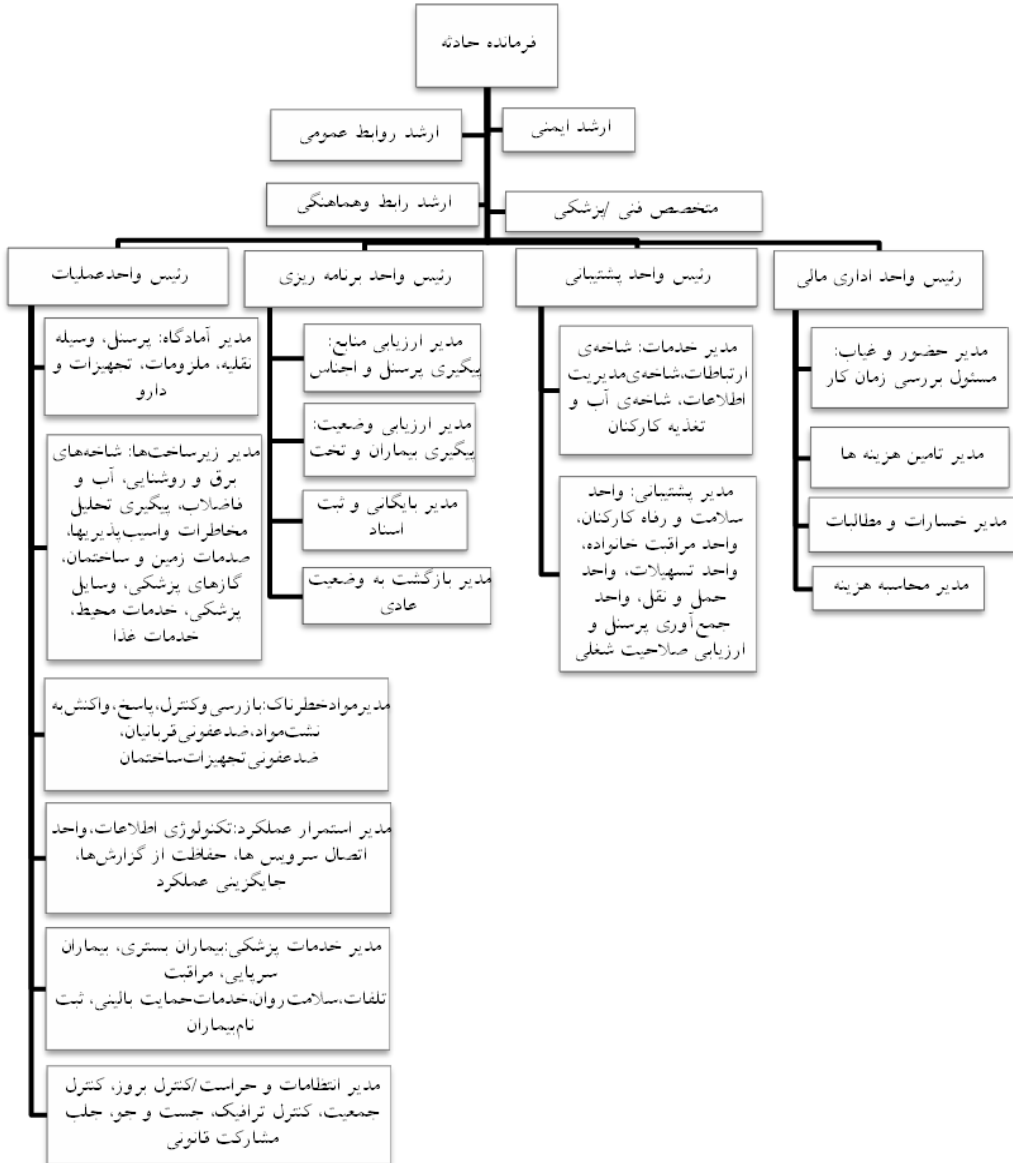 فرمانده حادثه
ارشد ایمنی
ارشد روابط عمومی
متخصص فنی /پزشکی
ارشد رابط وهماهنگی
رئیس واحد اداری مالی
مدیر حضور و غیاب:
مسئول بررسی زمان کار
مدیر تامین هزینه ها
مدیر خسارات و مطالبات
مدیر محاسبه هزینه
رئیس واحد پشتیبانی
مدیر خدمات: شاخه‌ی
ارتباطات،شاخه‌ی‌مدیریت
اطلاعات، شاخه‌ی آب و
تغذیه کارکنان
مدیر پشتیبانی: واحد
سلامت و رفاه کارکنان،
واحد مراقبت خانواده،
واحد تسهیلات، واحد
حمل و نقل، واحد
جمع‌آوری پرسنل و
ارزیابی صلاحیت شغلی
رئیس واحد برنامه ریزی
مدیر ارزیابی منابع:
پیگیری پرسنل و اجناس
مدیر ارزیابی وضعیت:
پیگیری بیماران و تخت
مدیر بایگانی و ثبت
اسناد
مدیر بازگشت به وضعیت
عادی
رئیس واحدعملیات
مدیر آمادگاه: پرسنل، وسیله
نقلیه، ملزومات، تجهیزات و
دارو
مدیر زیرساخت‌ها: شاخه‌های
برق و روشنایی، آب و
فاضلاب، پیگیری تحلیل
مخاطرات واسیب‌پذیریها،
صدمات زمین و ساختمان،
گازهای پزشکی، وسایل
پزشکی، خدمات محیط،
خدمات غذا
مدیرموادخطرناک:بازرسی‌وکنترل،پاسخ، واکنش‌به
نشت‌مواد،ضدعفونی‌قربانیان،
ضدعفونی‌تجهیزات‌ساختمان
مدیر استمرار عملکرد:تکنولوژی اطلاعات،واحد
اتصال سرویس ها، حفاظت از گزارش‌ها،
جایگزینی عملکرد
مدیر خدمات پزشکی:بیماران بستری، بیماران
سرپایی، مراقبت
تلفات،سلامت‌روان،خدمات‌حمایت بالینی، ثبت
نام‌بیماران
مدیر انتظامات و حراست/کنترل بروز، کنترل
جمعیت، کنترل ترافیک، جست و جو، جلب
مشارکت قانونی